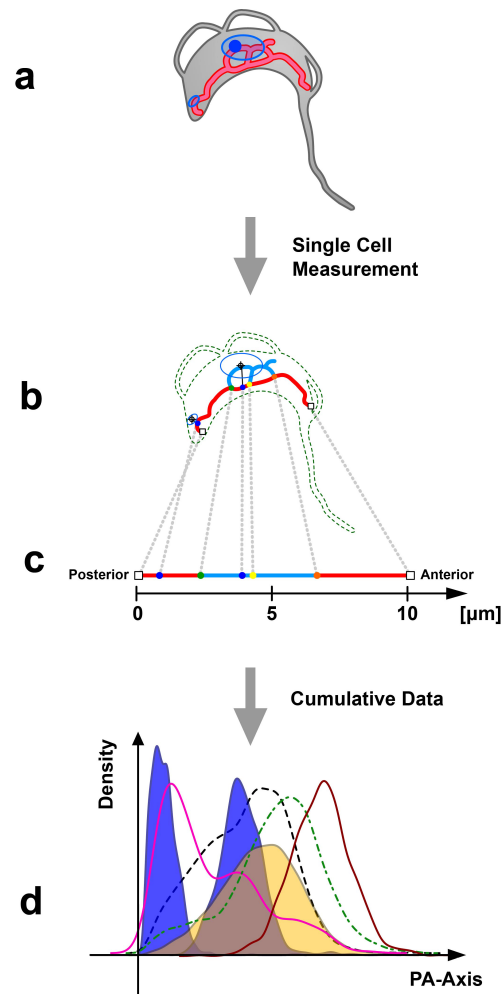 a
Single Cell
Measurement
b
c
Posterior
Anterior
0 5 10 [µm]
Cumulative Data
Density
d
PA-Axis